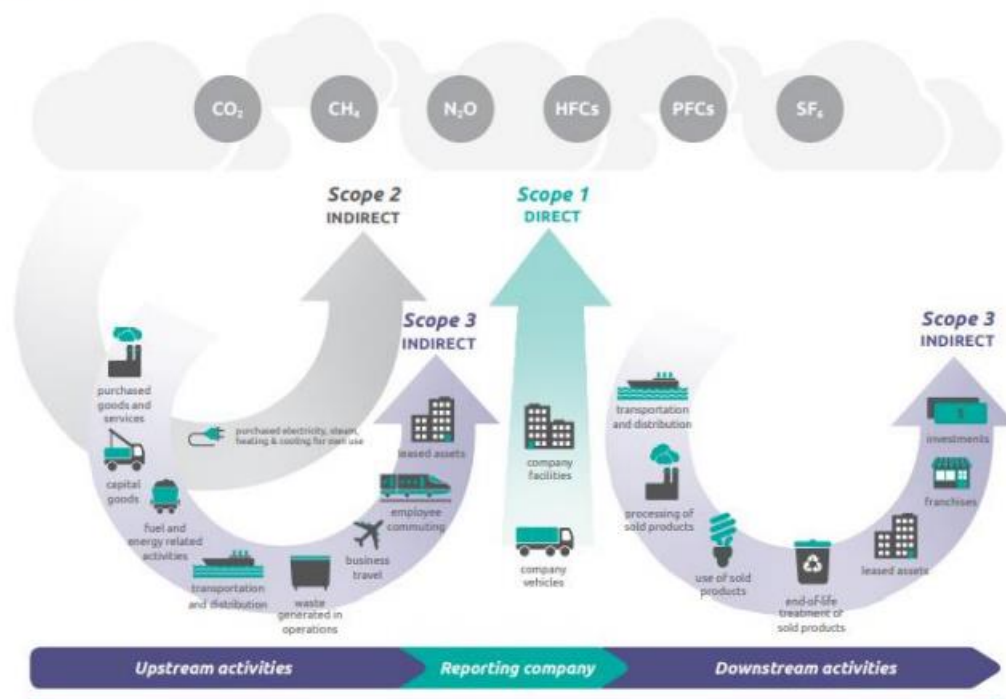 CO₂
CH₄
N₂O
HFCs
PFCs
SF₆
Scope 2
INDIRECT
Scope 1
DIRECT
Scope 3
INDIRECT
Scope 3
INDIRECT
purchased
goods and
services
capital
goods
fuel and
energy related
activities
transportation
and distribution
waste
generated in
operations
business
travel
employee
commuting
leased assets
purchased electricity, steam,
heating & cooling for own use
company
facilities
company
vehicles
transportation
and distribution
processing of
sold products
use of sold
products
end-of-life
treatment of
sold products
leased assets
franchises
investments
Upstream activities
Reporting company
Downstream activities